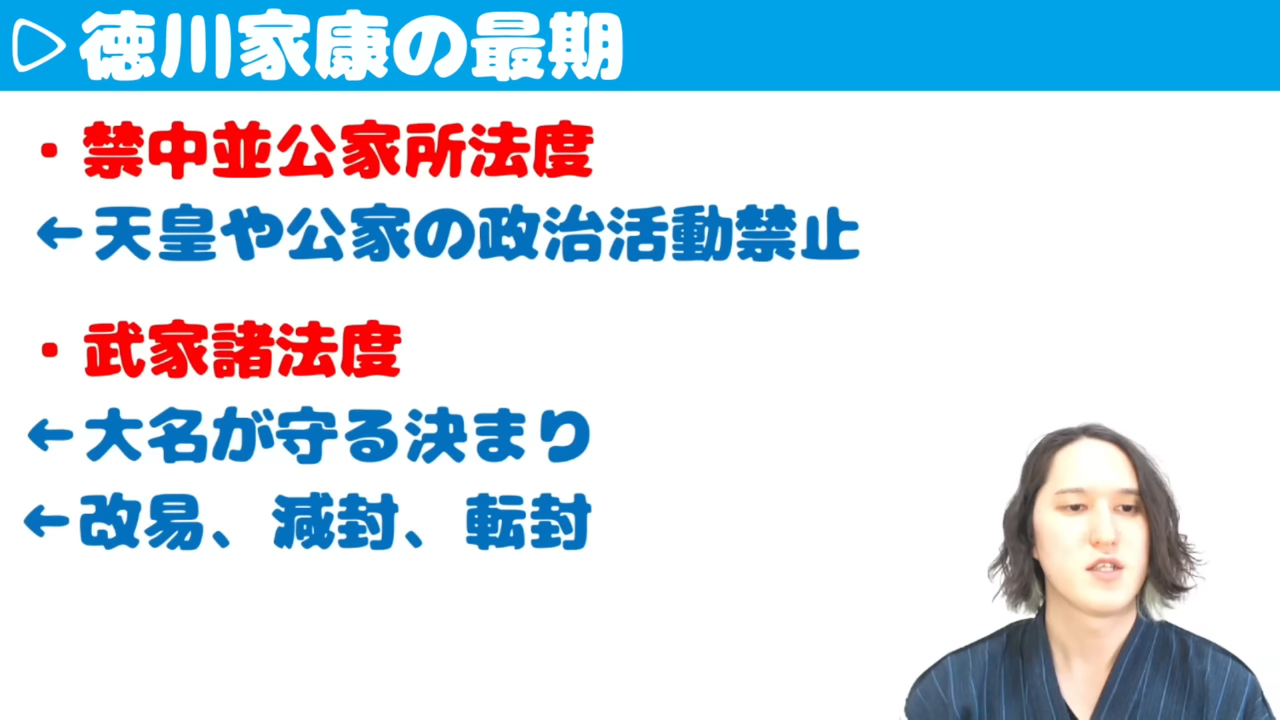 ▷徳川家康の最期
・禁中並公家所法度
←天皇や公家の政治活動禁止
・武家諸法度
←大名が守る決まり
←改易、減封、転封